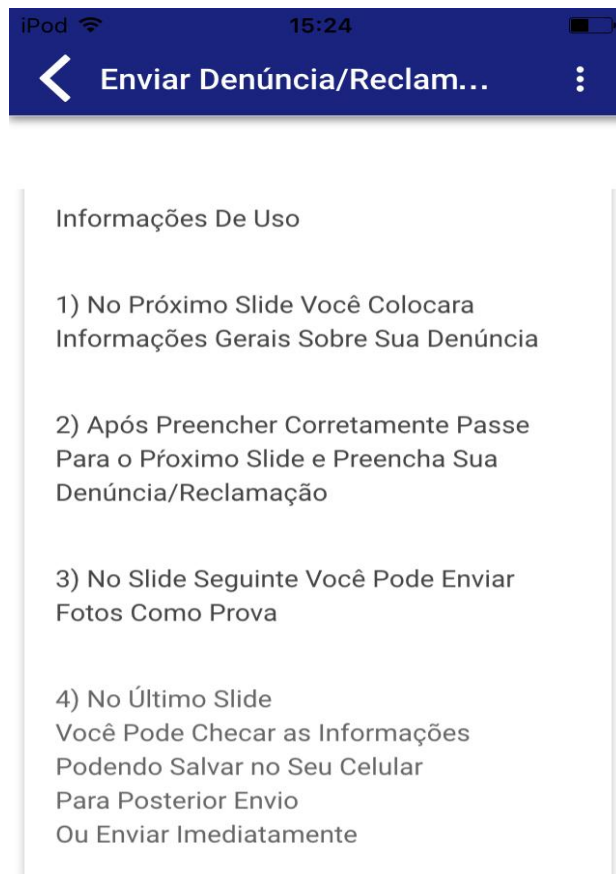 iPod 15:24
Enviar Denúncia/Reclam...
Informações De Uso
1) No Próximo Slide Você Colocara
Informações Gerais Sobre Sua Denúncia
2) Após Preencher Corretamente Passe
Para o Pŕoximo Slide e Preencha Sua
Denúncia/Reclamação
3) No Slide Seguinte Você Pode Enviar
Fotos Como Prova
4) No Último Slide
Você Pode Checar as Informações
Podendo Salvar no Seu Celular
Para Posterior Envio
Ou Enviar Imediatamente